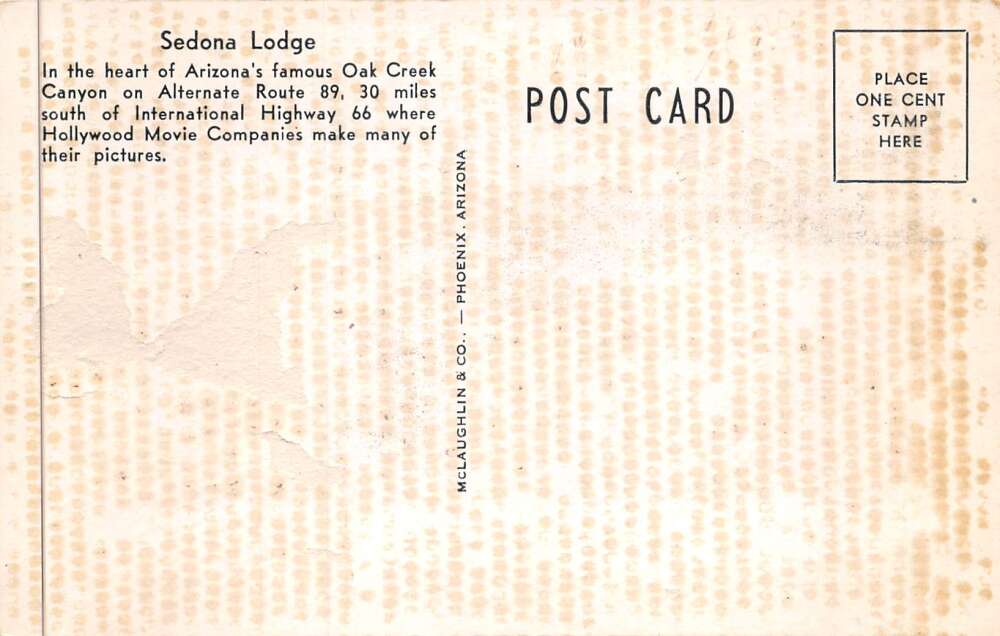 Sedona Lodge
In the heart of Arizona's famous Oak Creek
Canyon on Alternate Route 89, 30 miles
south of International Highway 66 where
Hollywood Movie Companies make many of
their pictures.
McLAUGHLIN & CO., — PHOENIX, ARIZONA
POST CARD
PLACE
ONE CENT
STAMP
HERE